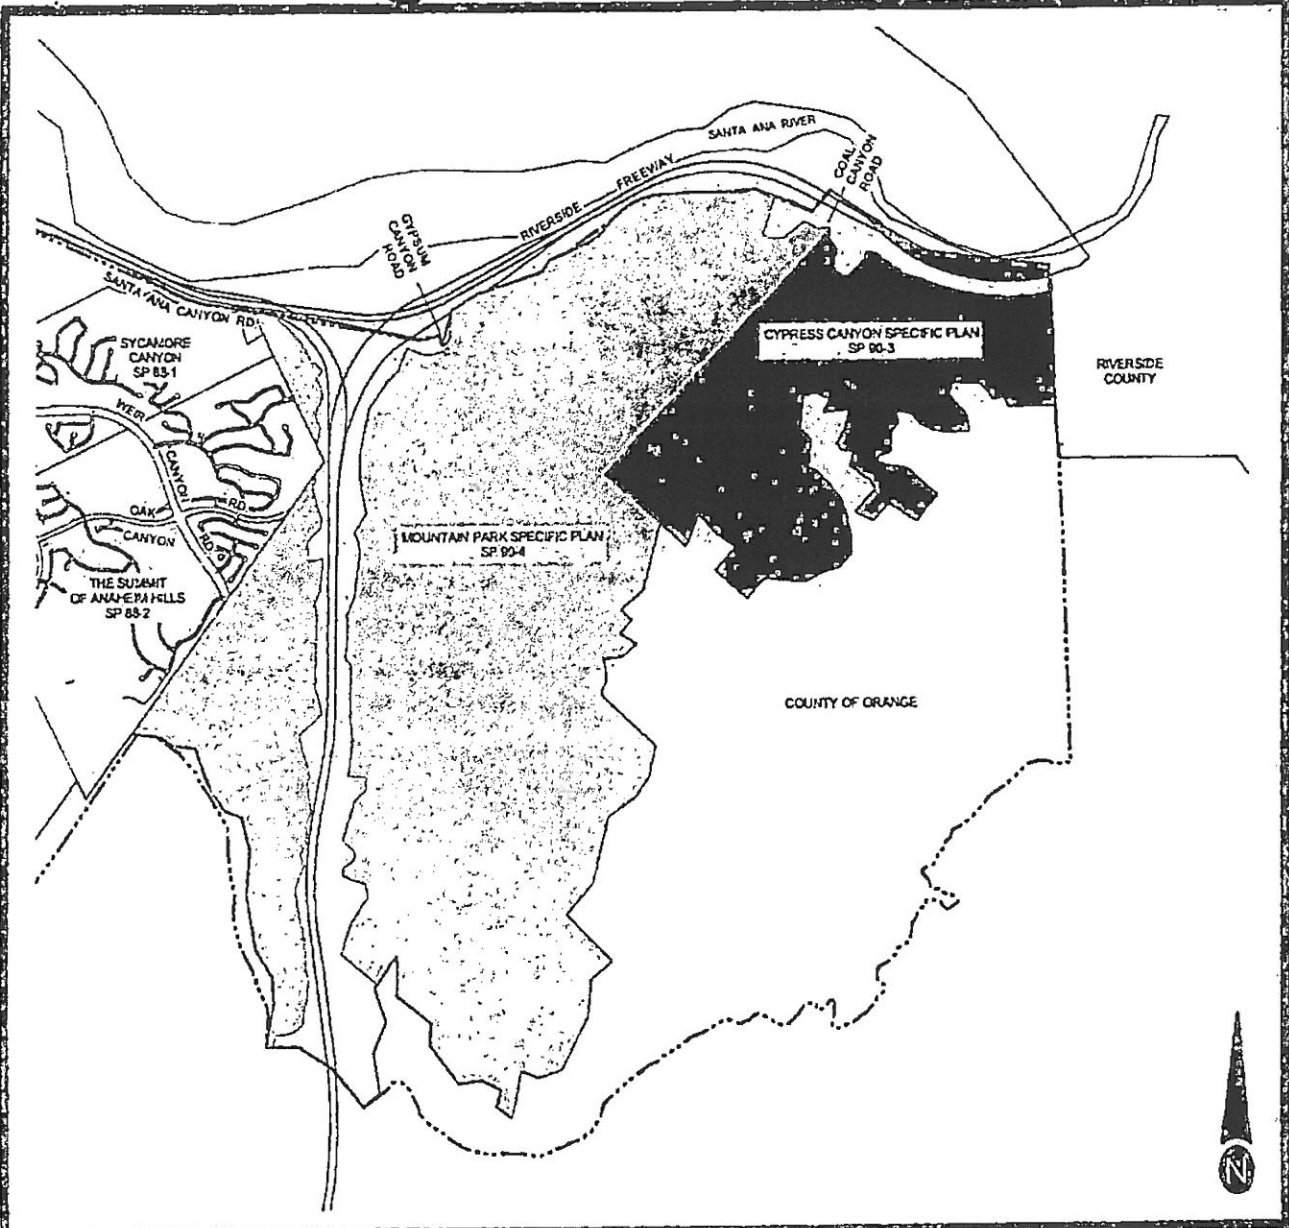 SANTA ANA RIVER
COAL
CANYON
ROAD
FREEWAY
RIVERSIDE
GYPSUM
CANYON
ROAD
SANTA ANA CANYON RD.
SYCAMORE
CANYON
SP 88-1
WEIR
CANYON
RD.
OAK
CANYON
RD.
THE SUMMIT
OF ANAHEIM HILLS
SP 88-2
CYPRESS CANYON SPECIFIC PLAN
SP 90-3
RIVERSIDE
COUNTY
MOUNTAIN PARK SPECIFIC PLAN
SP 90-4
COUNTY OF ORANGE
N